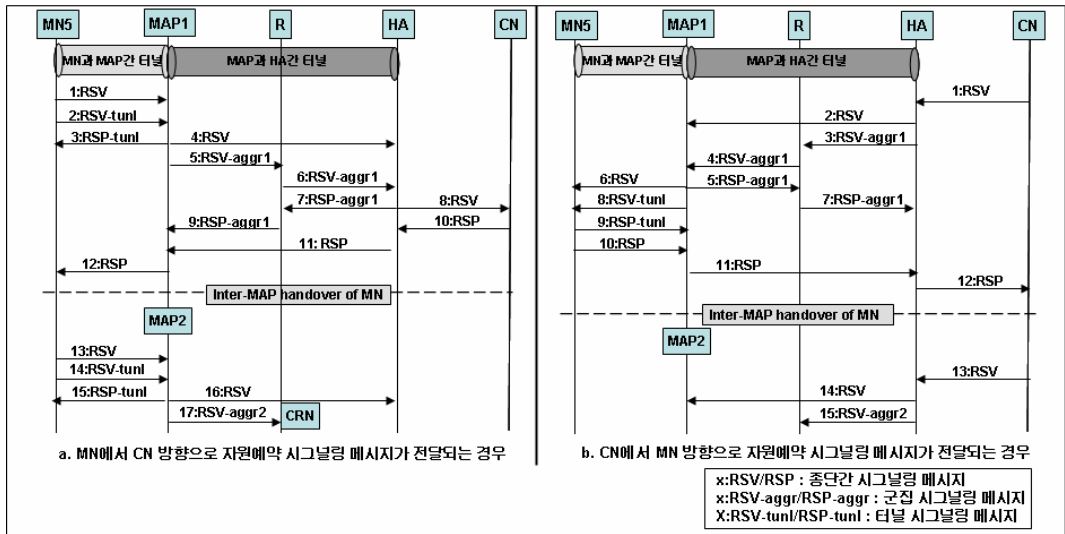 MN5 MAP1 R HA CN
MN과 MAP간 터널 MAP과 HA간 터널
1:RSV
2:RSV-tunl
3:RSP-tunl 4:RSV
5:RSV-aggr1
6:RSV-aggr1
7:RSP-aggr1 8:RSV
9:RSP-aggr1 10:RSP
11: RSP
12:RSP
Inter-MAP handover of MN
MAP2
13:RSV
14:RSV-tunl
15:RSP-tunl 16:RSV
17:RSV-aggr2 CRN
a. MN에서 CN 방향으로 자원예약 시그널링 메시지가 전달되는 경우
MN5 MAP1 R HA CN
MN과 MAP간 터널 MAP과 HA간 터널
1:RSV
2:RSV
3:RSV-aggr1
4:RSV-aggr1
6:RSV 5:RSP-aggr1
8:RSV-tunl 7:RSP-aggr1
9:RSP-tunl
10:RSP
11:RSP
12:RSP
Inter-MAP handover of MN
MAP2
13:RSV
14:RSV
15:RSV-aggr2
b. CN에서 MN 방향으로 자원예약 시그널링 메시지가 전달되는 경우
x:RSV/RSP : 종단간 시그널링 메시지
x:RSV-aggr/RSP-aggr : 군집 시그널링 메시지
X:RSV-tunl/RSP-tunl : 터널 시그널링 메시지